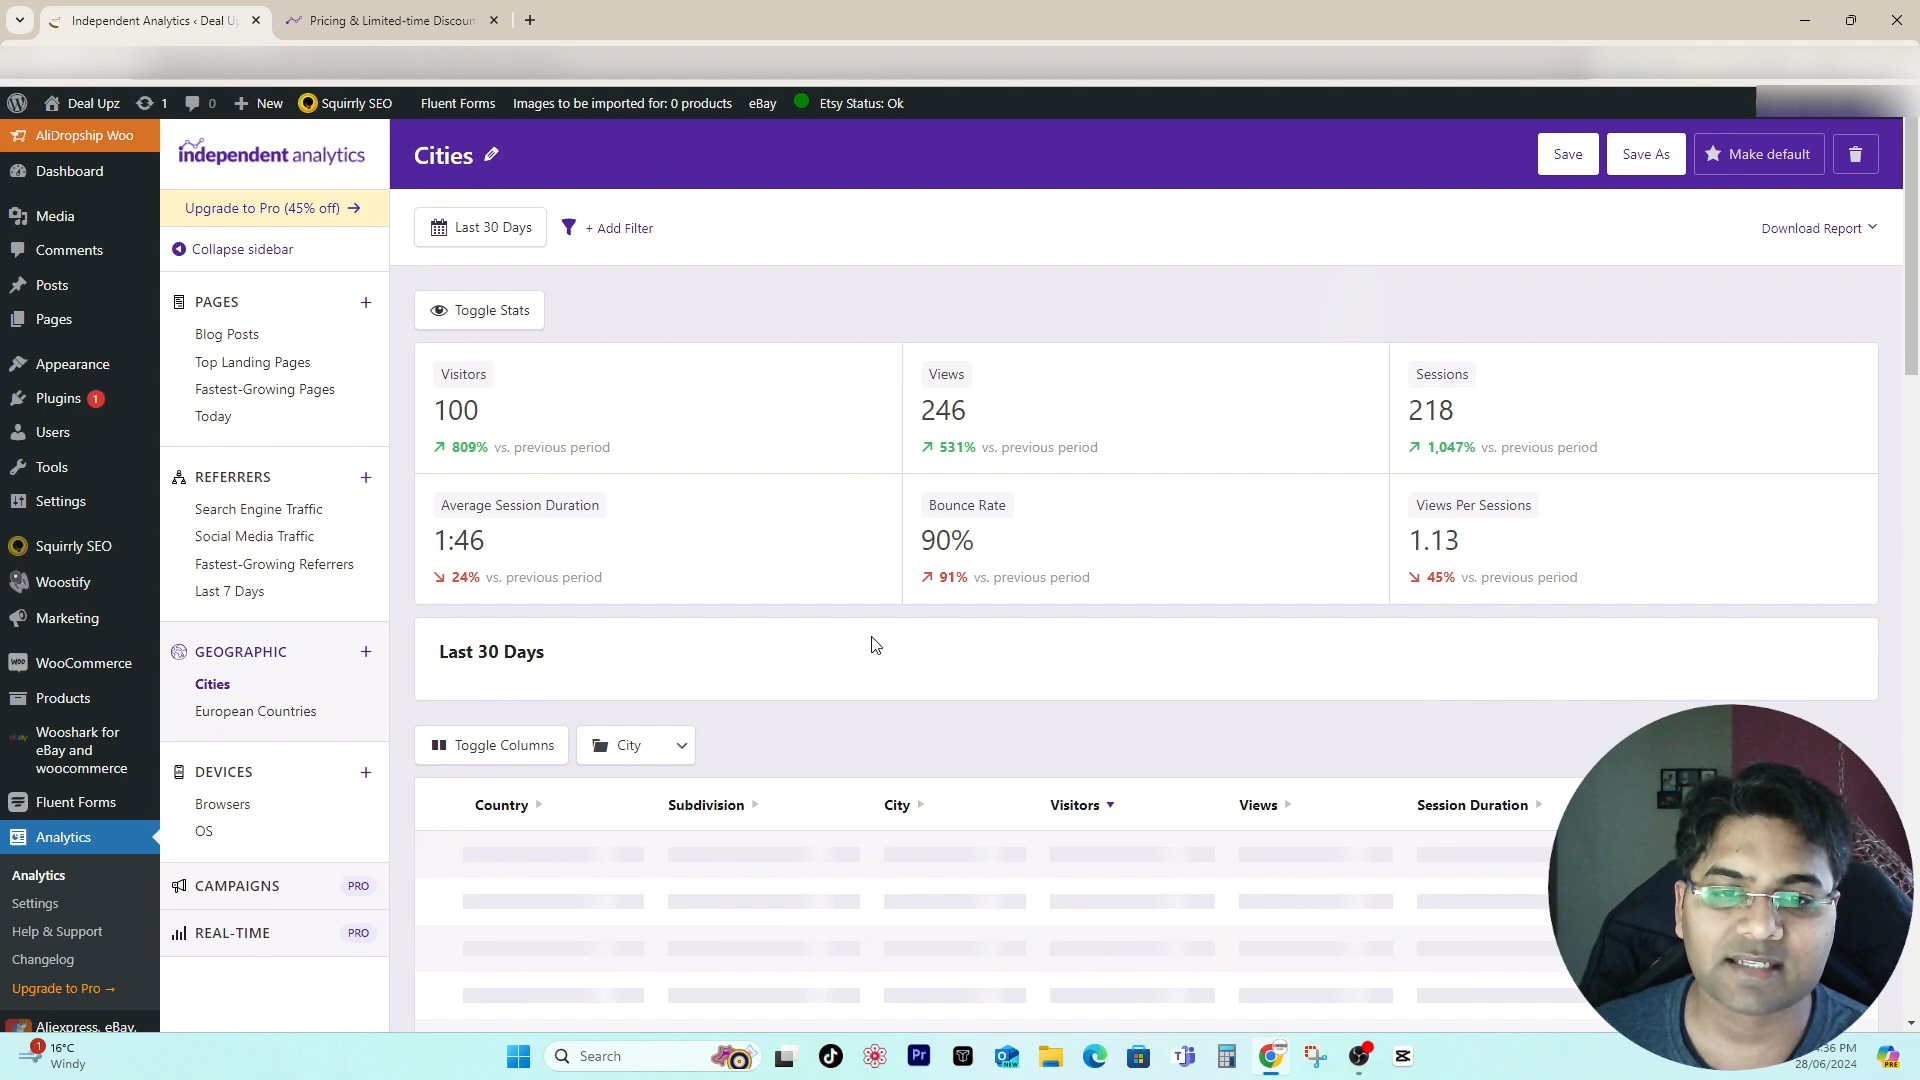 Independent Analytics ‹ Deal U
Pricing & Limited-time Discoun
Deal Upz
1
0
New
Squirrly SEO
Fluent Forms
Images to be imported for: 0 products
eBay
Etsy Status: Ok
AliDropship Woo
Dashboard
Media
Comments
Posts
Pages
Appearance
Plugins 1
Users
Tools
Settings
Squirrly SEO
Woostify
Marketing
WooCommerce
Products
Wooshark for
eBay and
woocommerce
Fluent Forms
Analytics
Analytics
Settings
Help & Support
Changelog
Upgrade to Pro →
Aliexpress, eBay,
independent analytics
Upgrade to Pro (45% off) →
Collapse sidebar
PAGES +
Blog Posts
Top Landing Pages
Fastest-Growing Pages
Today
REFERRERS +
Search Engine Traffic
Social Media Traffic
Fastest-Growing Referrers
Last 7 Days
GEOGRAPHIC +
Cities
European Countries
DEVICES +
Browsers
OS
CAMPAIGNS PRO
REAL-TIME PRO
Cities
Save
Save As
Make default
Last 30 Days
+ Add Filter
Download Report
Toggle Stats
Visitors
100
809% vs. previous period
Views
246
531% vs. previous period
Sessions
218
1,047% vs. previous period
Average Session Duration
1:46
24% vs. previous period
Bounce Rate
90%
91% vs. previous period
Views Per Sessions
1.13
45% vs. previous period
Last 30 Days
Toggle Columns
City
Country
Subdivision
City
Visitors
Views
Session Duration
1
16°C
Windy
Search
Pr
NEW
:36 PM
28/06/2024
PRE